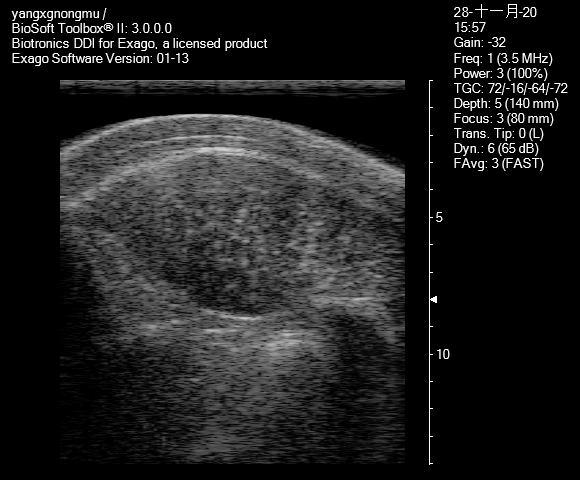 yangxgnongmu /
BioSoft Toolbox® II: 3.0.0.0
Biotronics DDI for Exago, a licensed product
Exago Software Version: 01-13
28-十一月-20
15:57
Gain: -32
Freq: 1 (3.5 MHz)
Power: 3 (100%)
TGC: 72/-16/-64/-72
Depth: 5 (140 mm)
Focus: 3 (80 mm)
Trans. Tip: 0 (L)
Dyn.: 6 (65 dB)
FAvg: 3 (FAST)
5
10